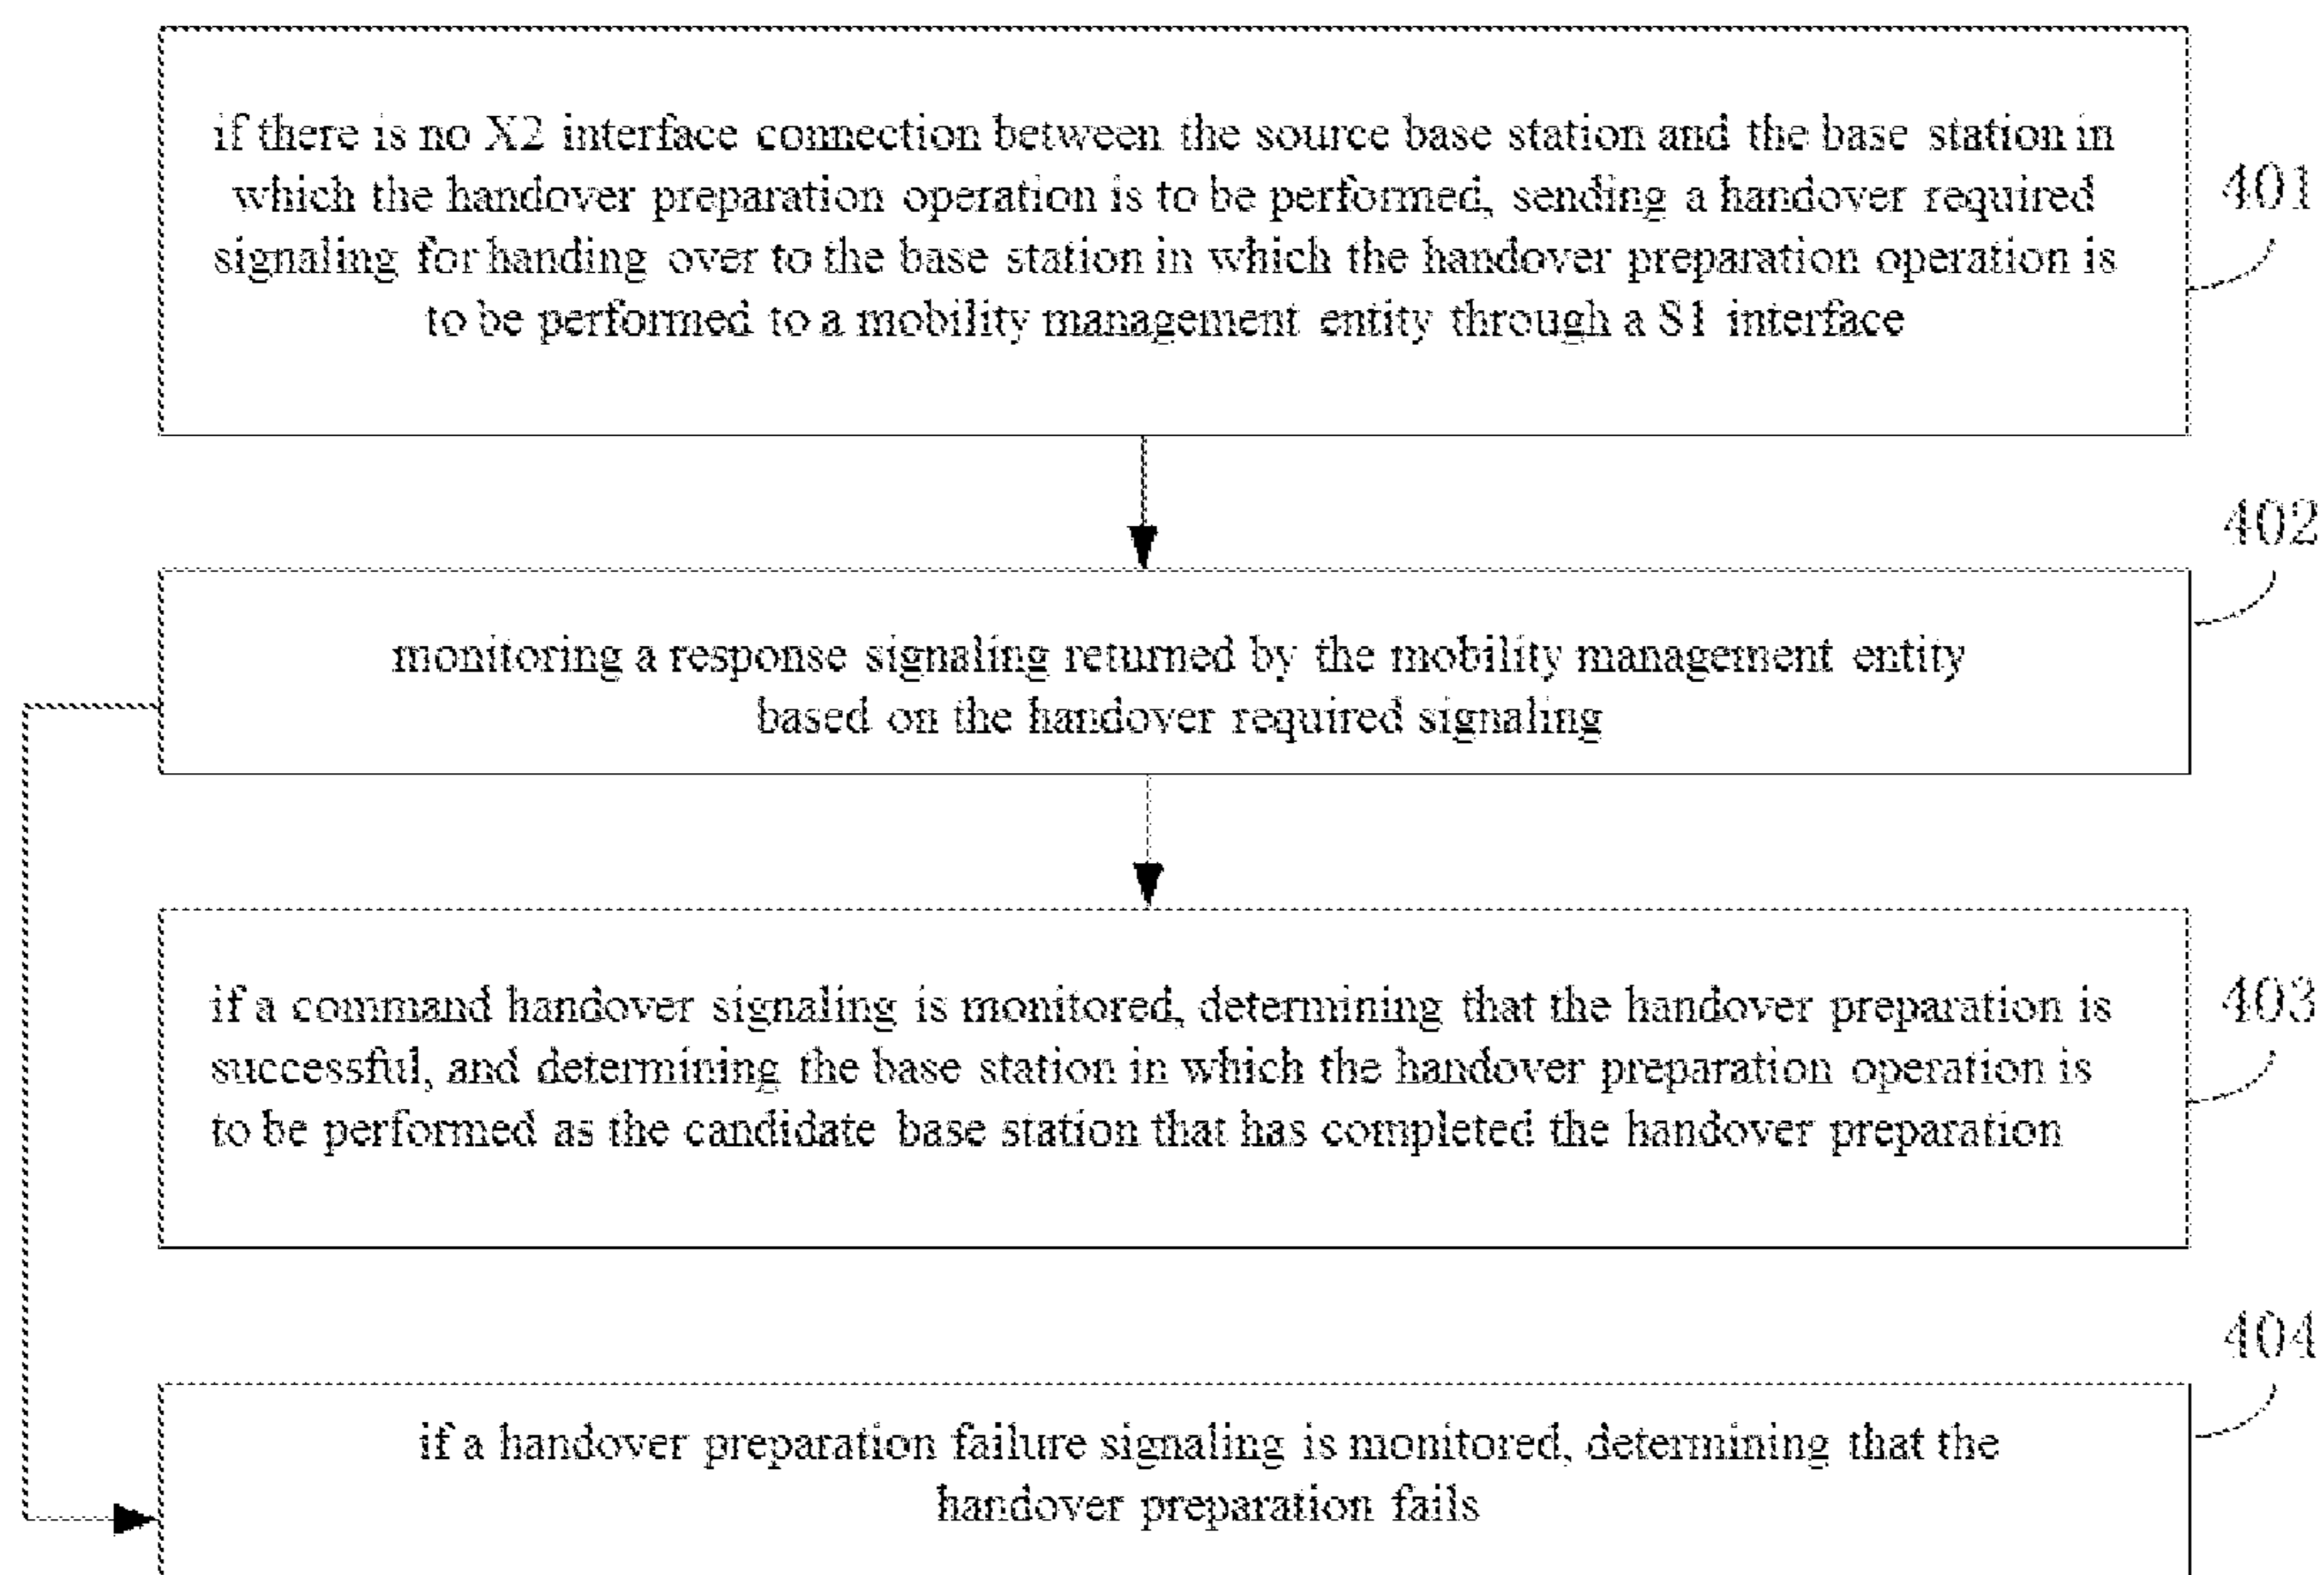 if there is no X2 interface connection between the source base station and the base station in
which the handover preparation operation is to be performed, sending a handover required
signaling for handing over to the base station in which the handover preparation operation is
to be performed to a mobility management entity through a S1 interface
401
402
monitoring a response signaling returned by the mobility management entity
based on the handover required signaling
if a command handover signaling is monitored, determining that the handover preparation is
successful, and determining the base station in which the handover preparation operation is
to be performed as the candidate base station that has completed the handover preparation
403
404
if a handover preparation failure signaling is monitored, determining that the
handover preparation fails